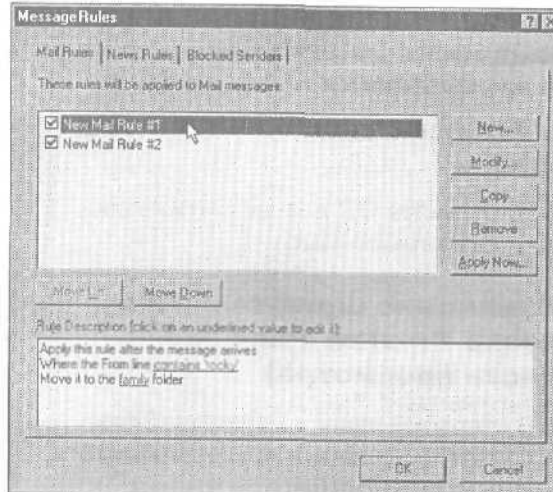 Message Rules
Mail Rules News Rules Blocked Senders
These rules will be applied to Mail messages
New Mail Rule #1
New Mail Rule #2
New...
Modify...
Copy
Remove
Apply Now...
Move Up Move Down
Rule Description (click on an underlined value to edit it):
Apply this rule after the message arrives
Where the From line contains 'rocky'
Move it to the family folder
OK Cancel